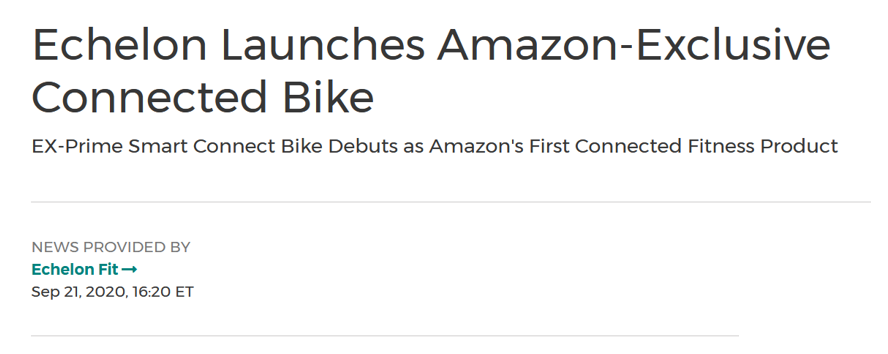 Echelon Launches Amazon-Exclusive
Connected Bike
EX-Prime Smart Connect Bike Debuts as Amazon's First Connected Fitness Product
NEWS PROVIDED BY
Echelon Fit →
Sep 21, 2020, 16:20 ET